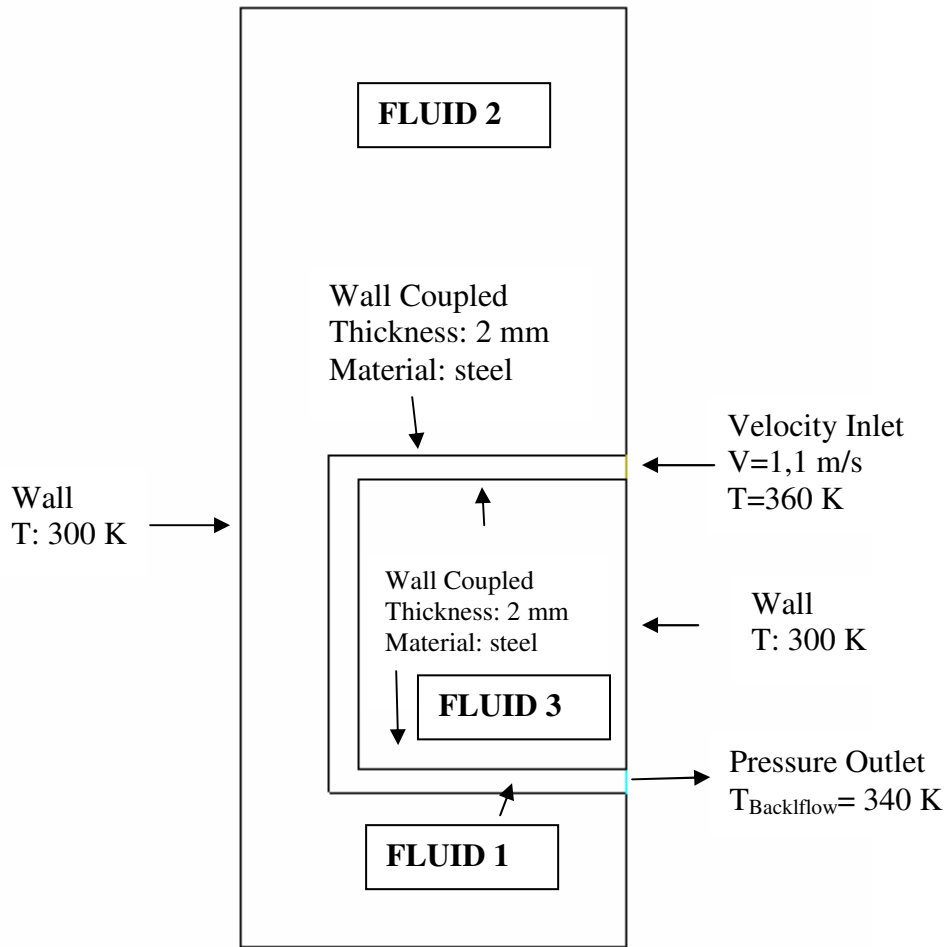 FLUID 2
Wall Coupled
Thickness: 2 mm
Material: steel
Velocity Inlet
V=1,1 m/s
T=360 K
Wall
T: 300 K
Wall Coupled
Thickness: 2 mm
Material: steel
Wall
T: 300 K
FLUID 3
Pressure Outlet
TBacklflow= 340 K
FLUID 1